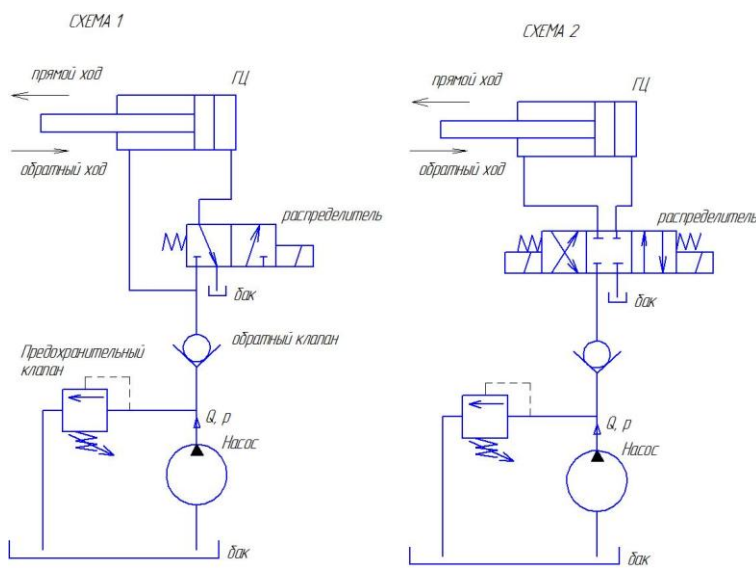 СХЕМА 1
прямой ход
ГЦ
обратный ход
распределитель
бак
обратный клапан
Предохранительный
клапан
Q, p
Насос
бак
СХЕМА 2
прямой ход
ГЦ
обратный ход
распределитель
бак
Q, p
Насос
бак